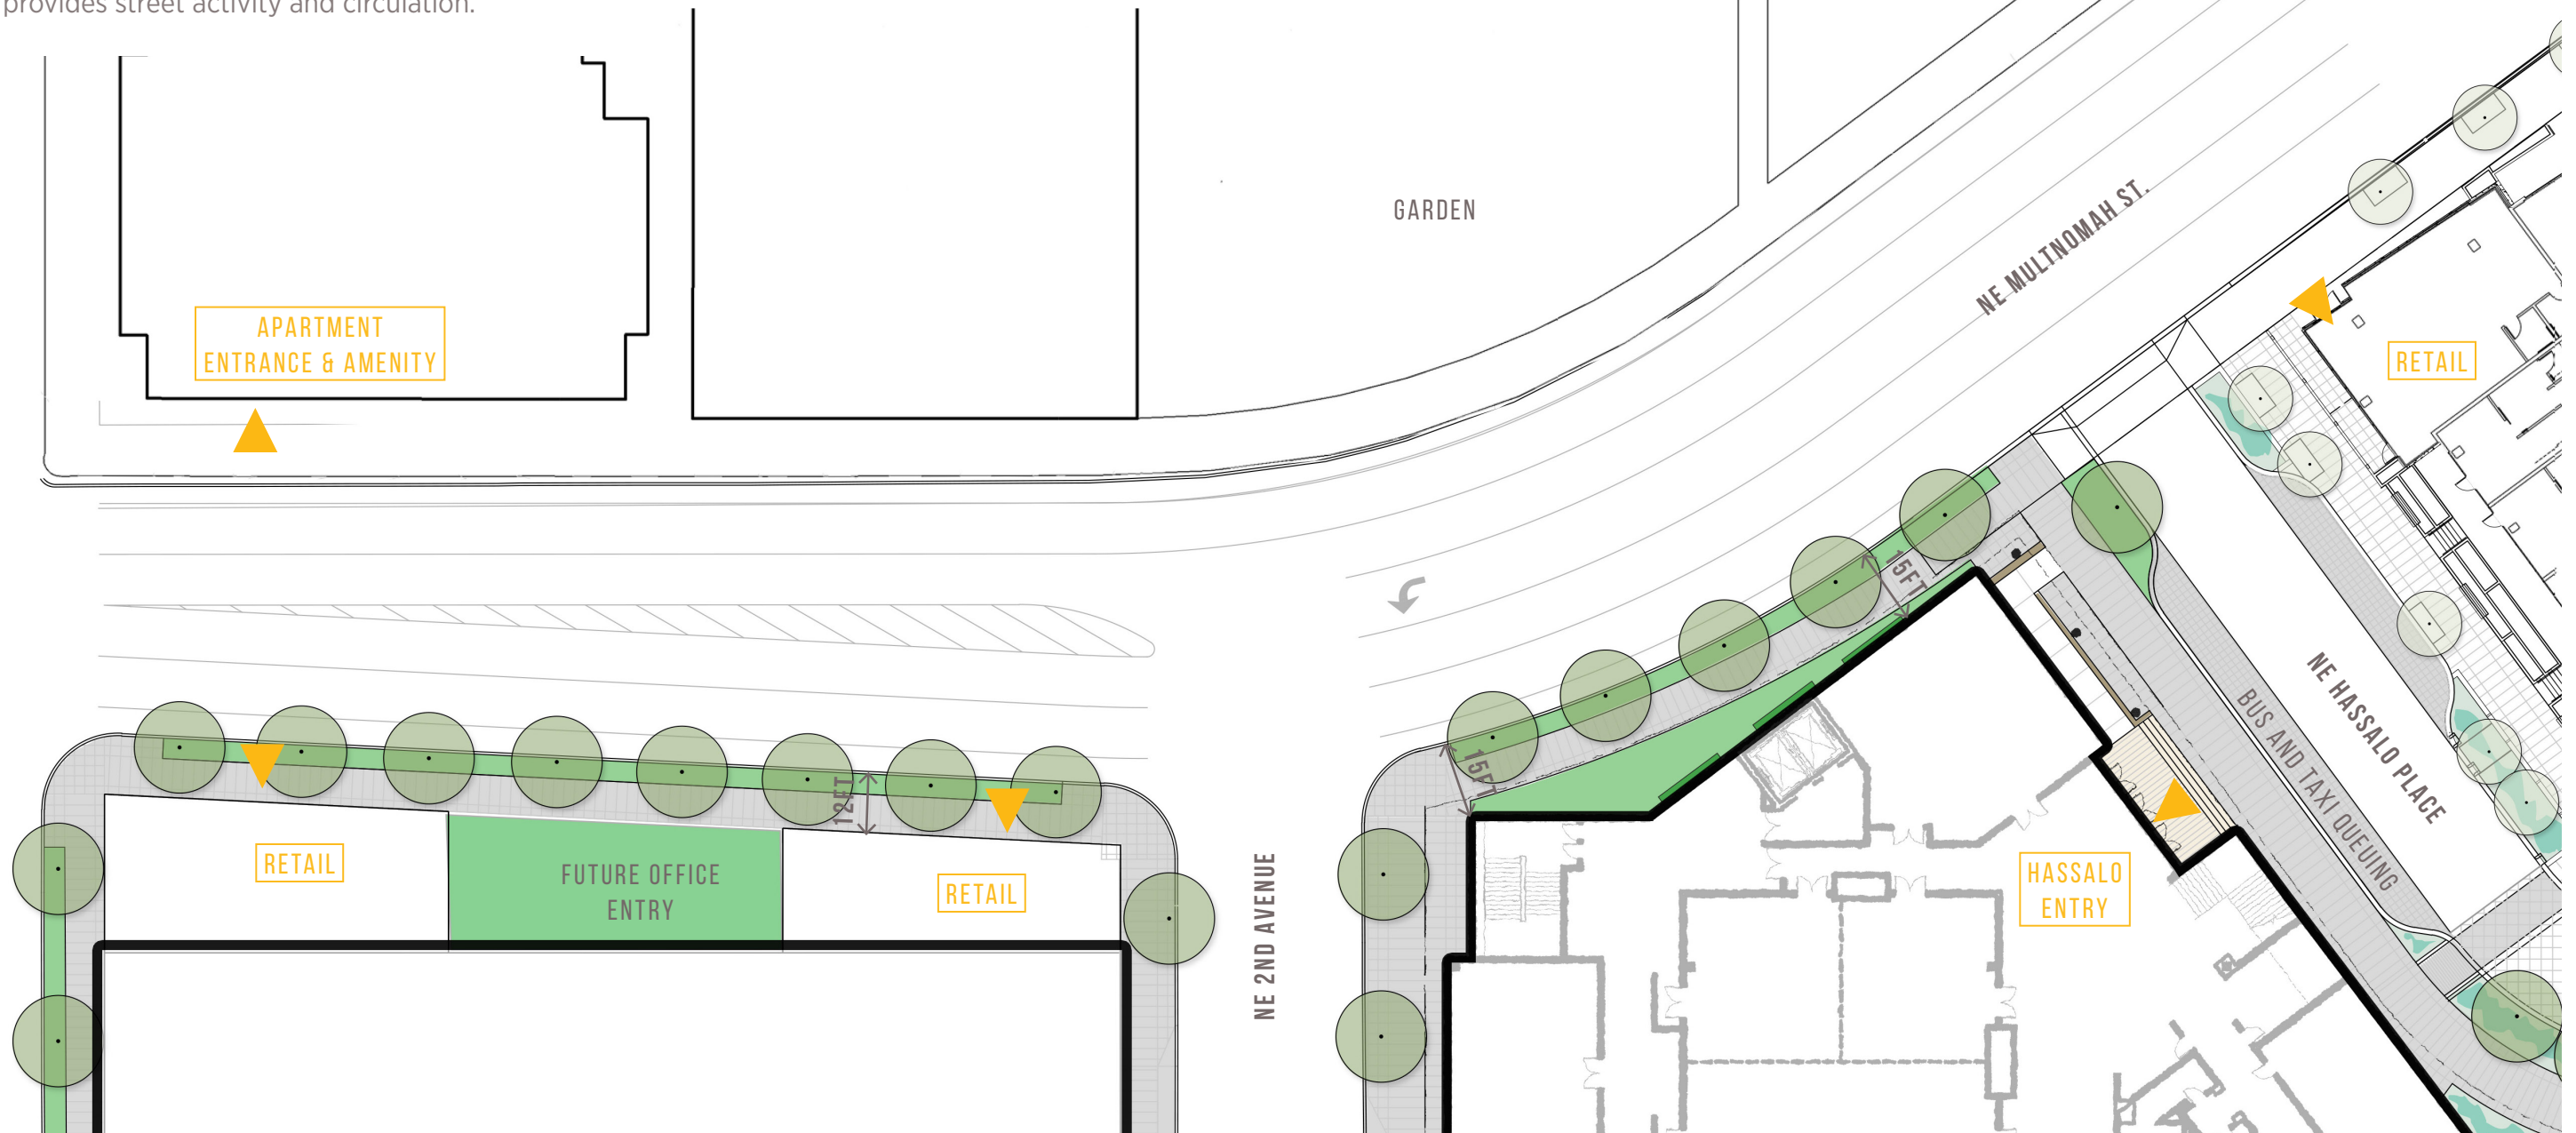 provides street activity and circulation.
GARDEN
NE MULTNOMAH ST.
APARTMENT
ENTRANCE & AMENITY
RETAIL
15FT
15FT
12FT
NE HASSALO PLACE
BUS AND TAXI QUEUING
RETAIL
FUTURE OFFICE
ENTRY
RETAIL
NE 2ND AVENUE
HASSALO
ENTRY